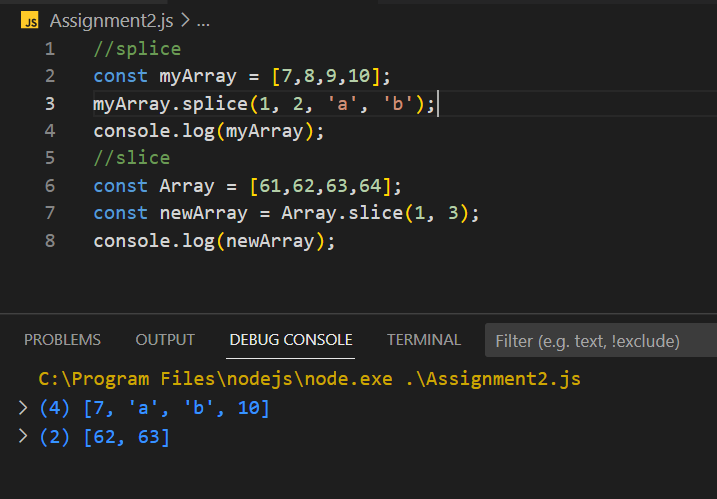 JS Assignment2.js > ...
1 //splice
2 const myArray = [7,8,9,10];
3 myArray.splice(1, 2, 'a', 'b');
4 console.log(myArray);
5 //slice
6 const Array = [61,62,63,64];
7 const newArray = Array.slice(1, 3);
8 console.log(newArray);
PROBLEMS OUTPUT DEBUG CONSOLE TERMINAL Filter (e.g. text, !exclude)
C:\Program Files\nodejs\node.exe .\Assignment2.js
> (4) [7, 'a', 'b', 10]
> (2) [62, 63]